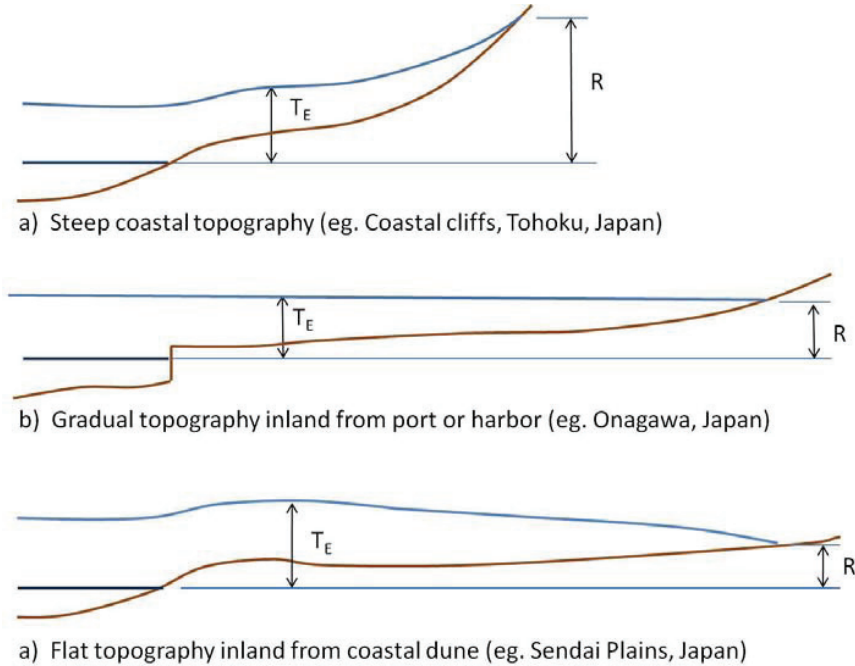 R
T_E
a) Steep coastal topography (eg. Coastal cliffs, Tohoku, Japan)
T_E
R
b) Gradual topography inland from port or harbor (eg. Onagawa, Japan)
T_E
R
a) Flat topography inland from coastal dune (eg. Sendai Plains, Japan)